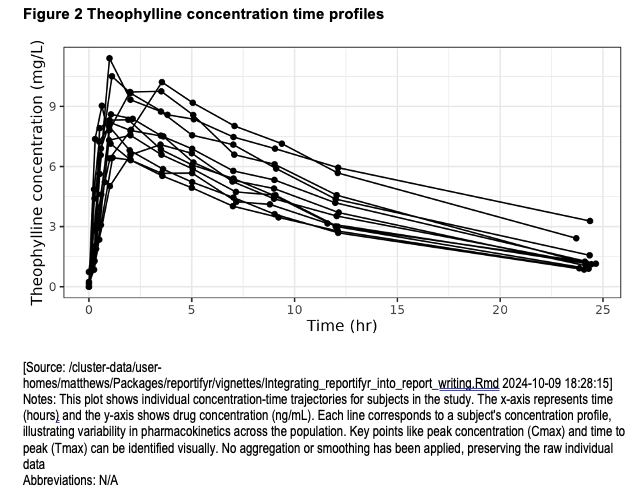 Figure 2 Theophylline concentration time profiles
Theophylline concentration (mg/L)
9
6
3
0
0 5 10 15 20 25
Time (hr)
[Source: /cluster-data/user-
homes/matthews/Packages/reportifyr/vignettes/Integrating_reportifyr_into_report_writing.Rmd 2024-10-09 18:28:15]
Notes: This plot shows individual concentration-time trajectories for subjects in the study. The x-axis represents time
(hours) and the y-axis shows drug concentration (ng/mL). Each line corresponds to a subject's concentration profile,
illustrating variability in pharmacokinetics across the population. Key points like peak concentration (Cmax) and time to
peak (Tmax) can be identified visually. No aggregation or smoothing has been applied, preserving the raw individual
data
Abbreviations: N/A